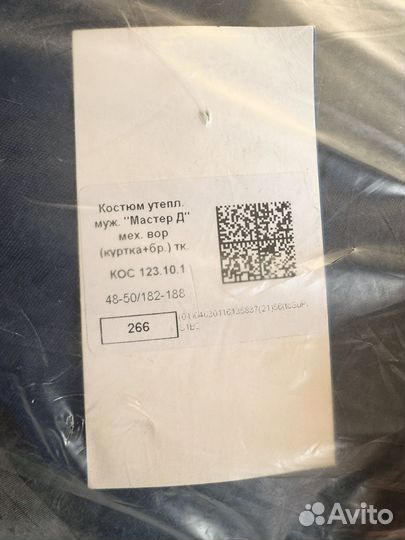 Костюм утепл.
муж. "Мастер Д"
мех. вор
(куртка+бр.) тк.
КОС 123.10.1
48-50/182-188
266
Avito